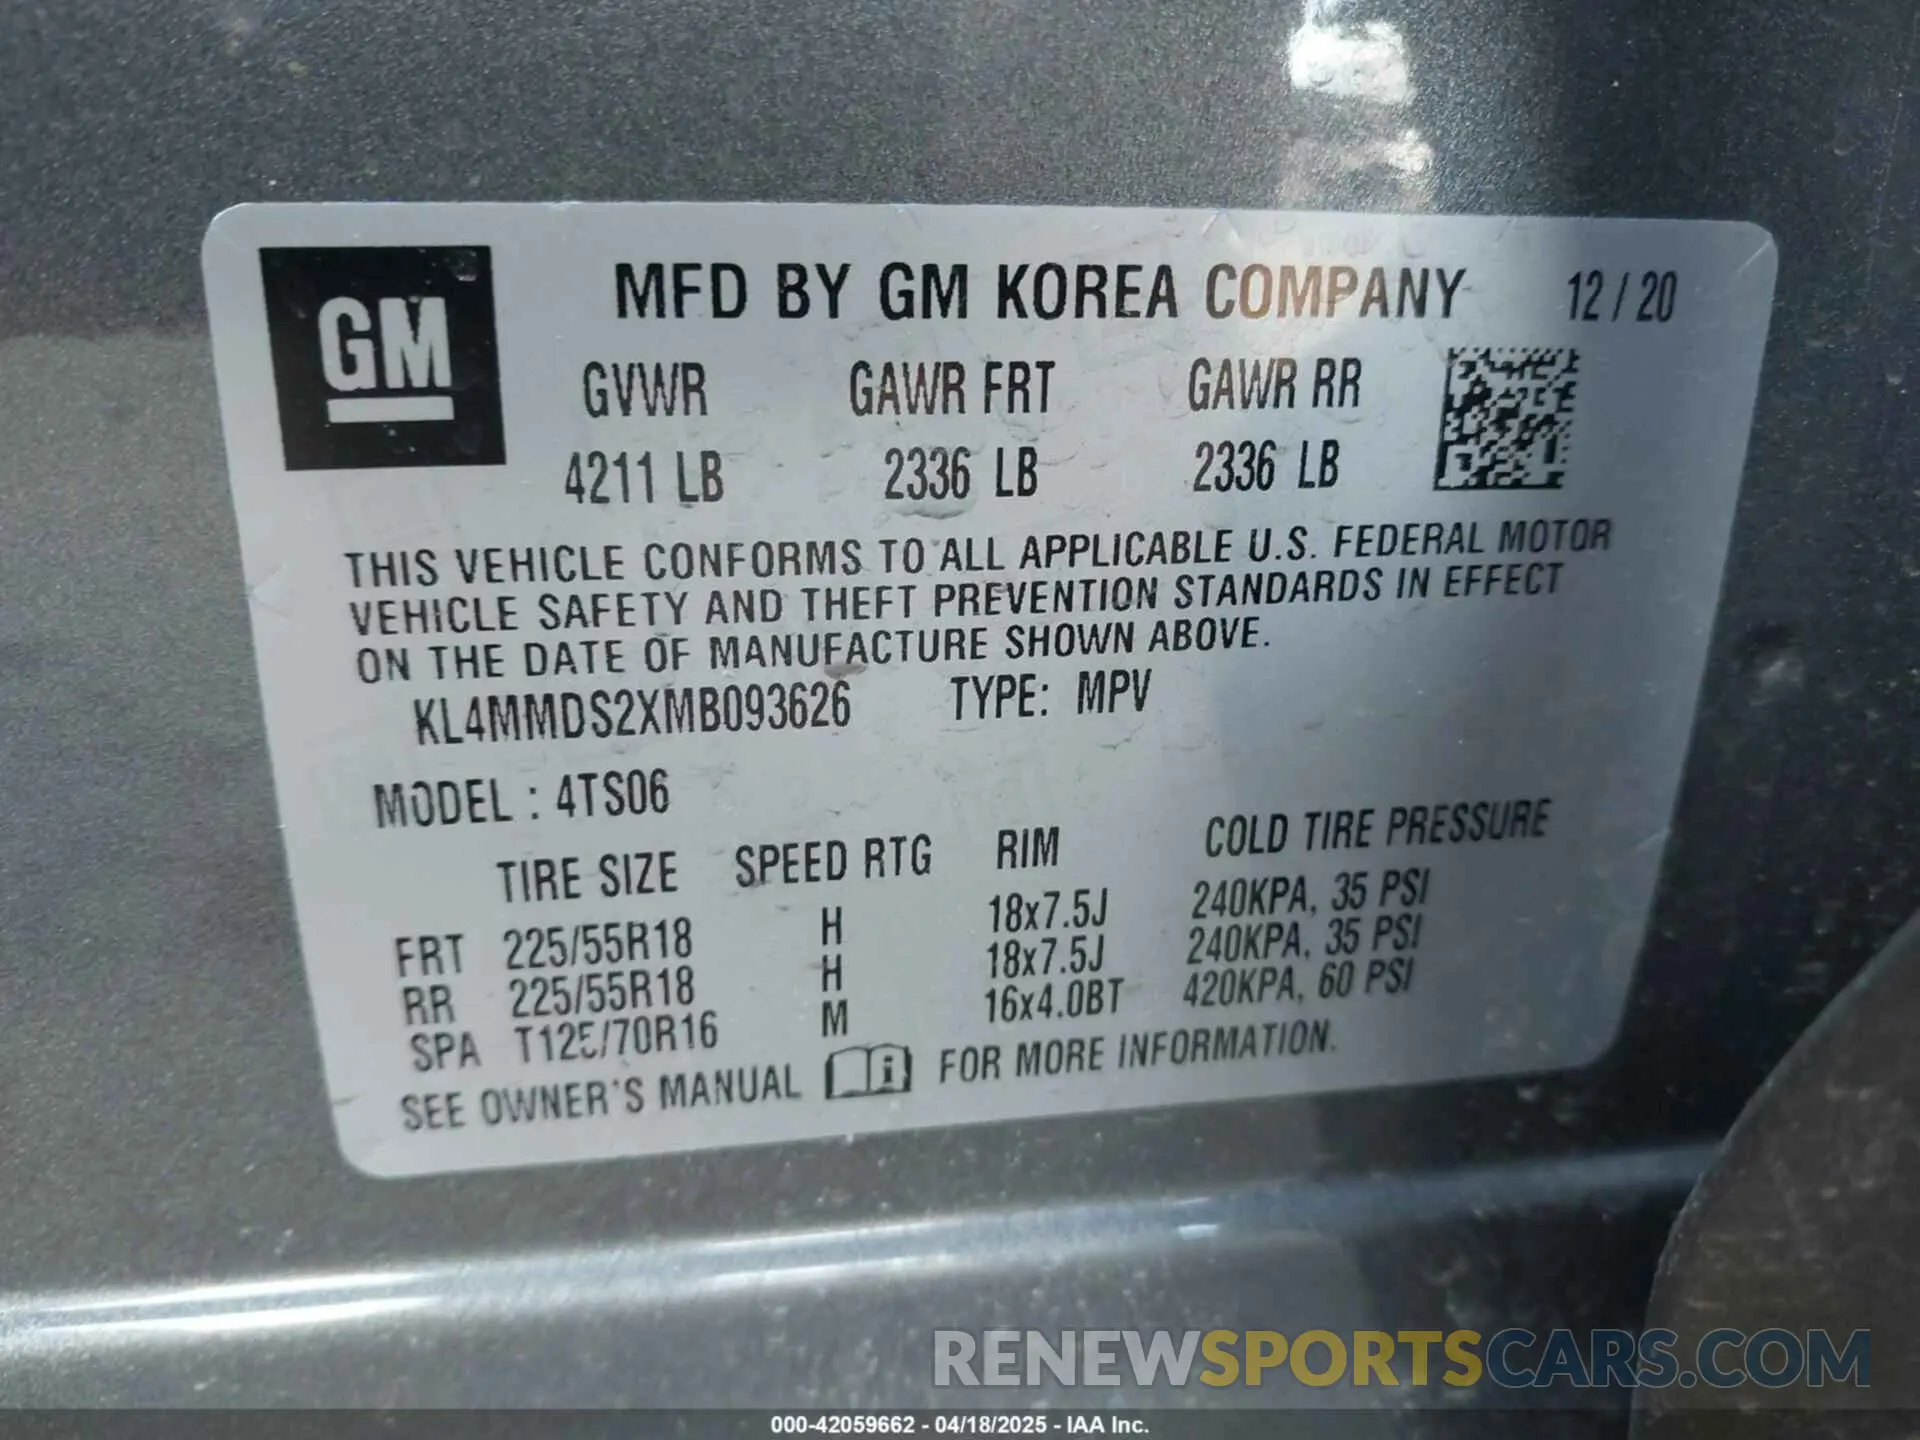 GM
MFD BY GM KOREA COMPANY 12 / 20
GVWR GAWR FRT GAWR RR
4211 LB 2336 LB 2336 LB
THIS VEHICLE CONFORMS TO ALL APPLICABLE U.S. FEDERAL MOTOR
VEHICLE SAFETY AND THEFT PREVENTION STANDARDS IN EFFECT
ON THE DATE OF MANUFACTURE SHOWN ABOVE.
KL4MMDS2XMB093626 TYPE: MPV
MODEL : 4TS06
TIRE SIZE SPEED RTG RIM COLD TIRE PRESSURE
FRT 225/55R18 H 18x7.5J 240KPA, 35 PSI
RR 225/55R18 H 18x7.5J 240KPA, 35 PSI
SPA T125/70R16 M 16x4.0BT 420KPA, 60 PSI
SEE OWNER'S MANUAL i FOR MORE INFORMATION.
RENEWSPORTSCARS.COM
000-42059662 - 04/18/2025 - IAA Inc.